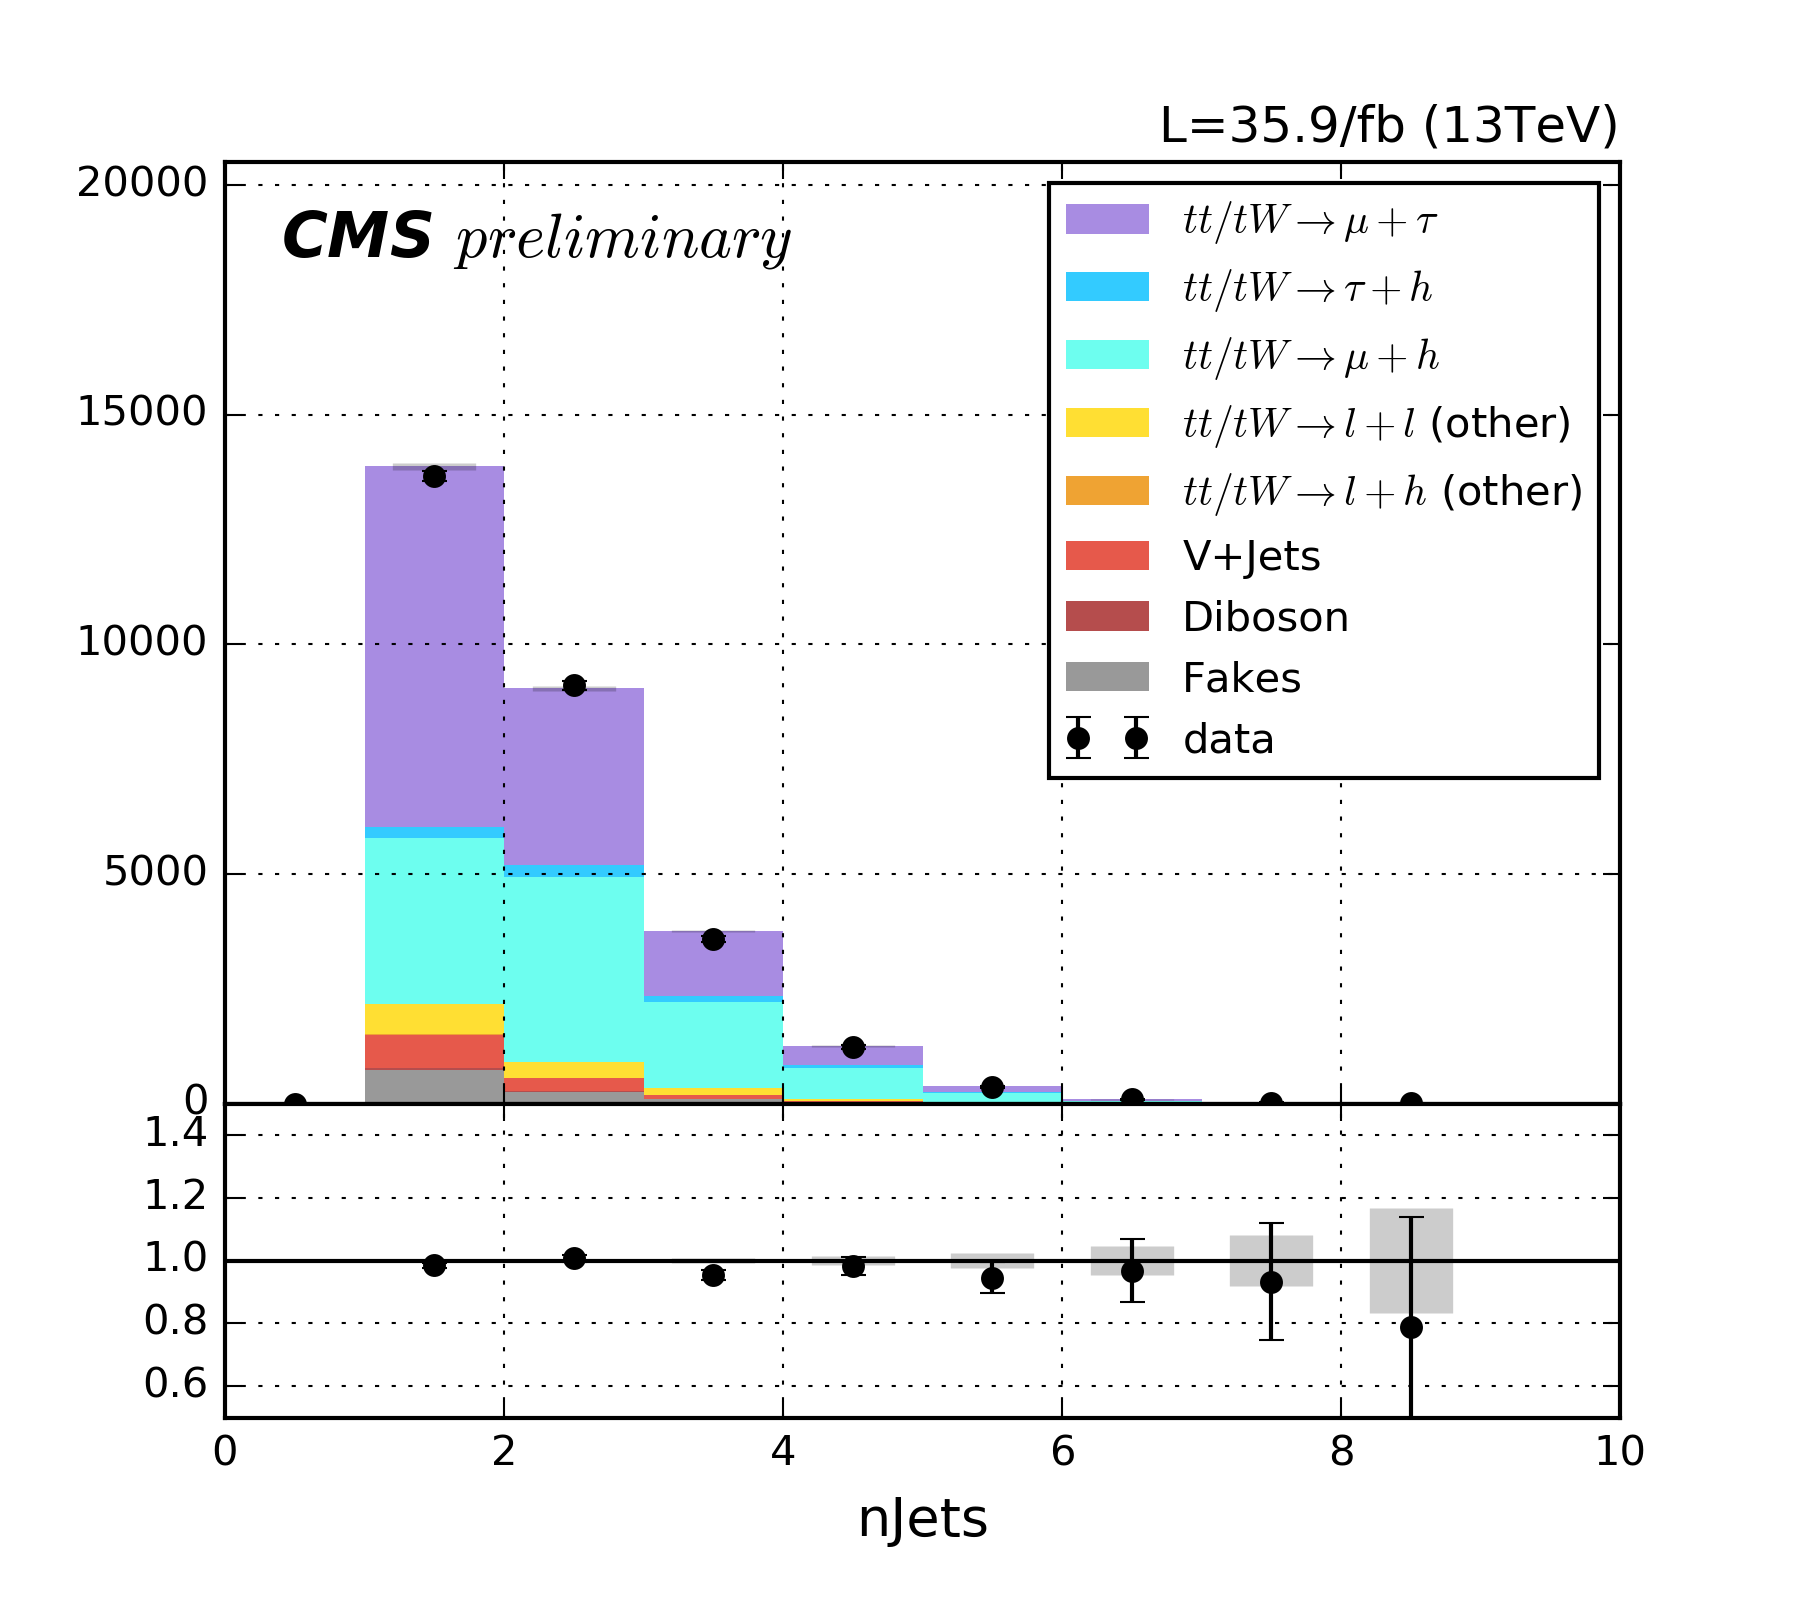 L=35.9/fb (13TeV)
20000
CMS preliminary
15000
10000
5000
0
tt/tW → μ + τ
tt/tW → τ + h
tt/tW → μ + h
tt/tW → l + l (other)
tt/tW → l + h (other)
V+Jets
Diboson
Fakes
data
1.4
1.2
1.0
0.8
0.6
0 2 4 6 8 10
nJets